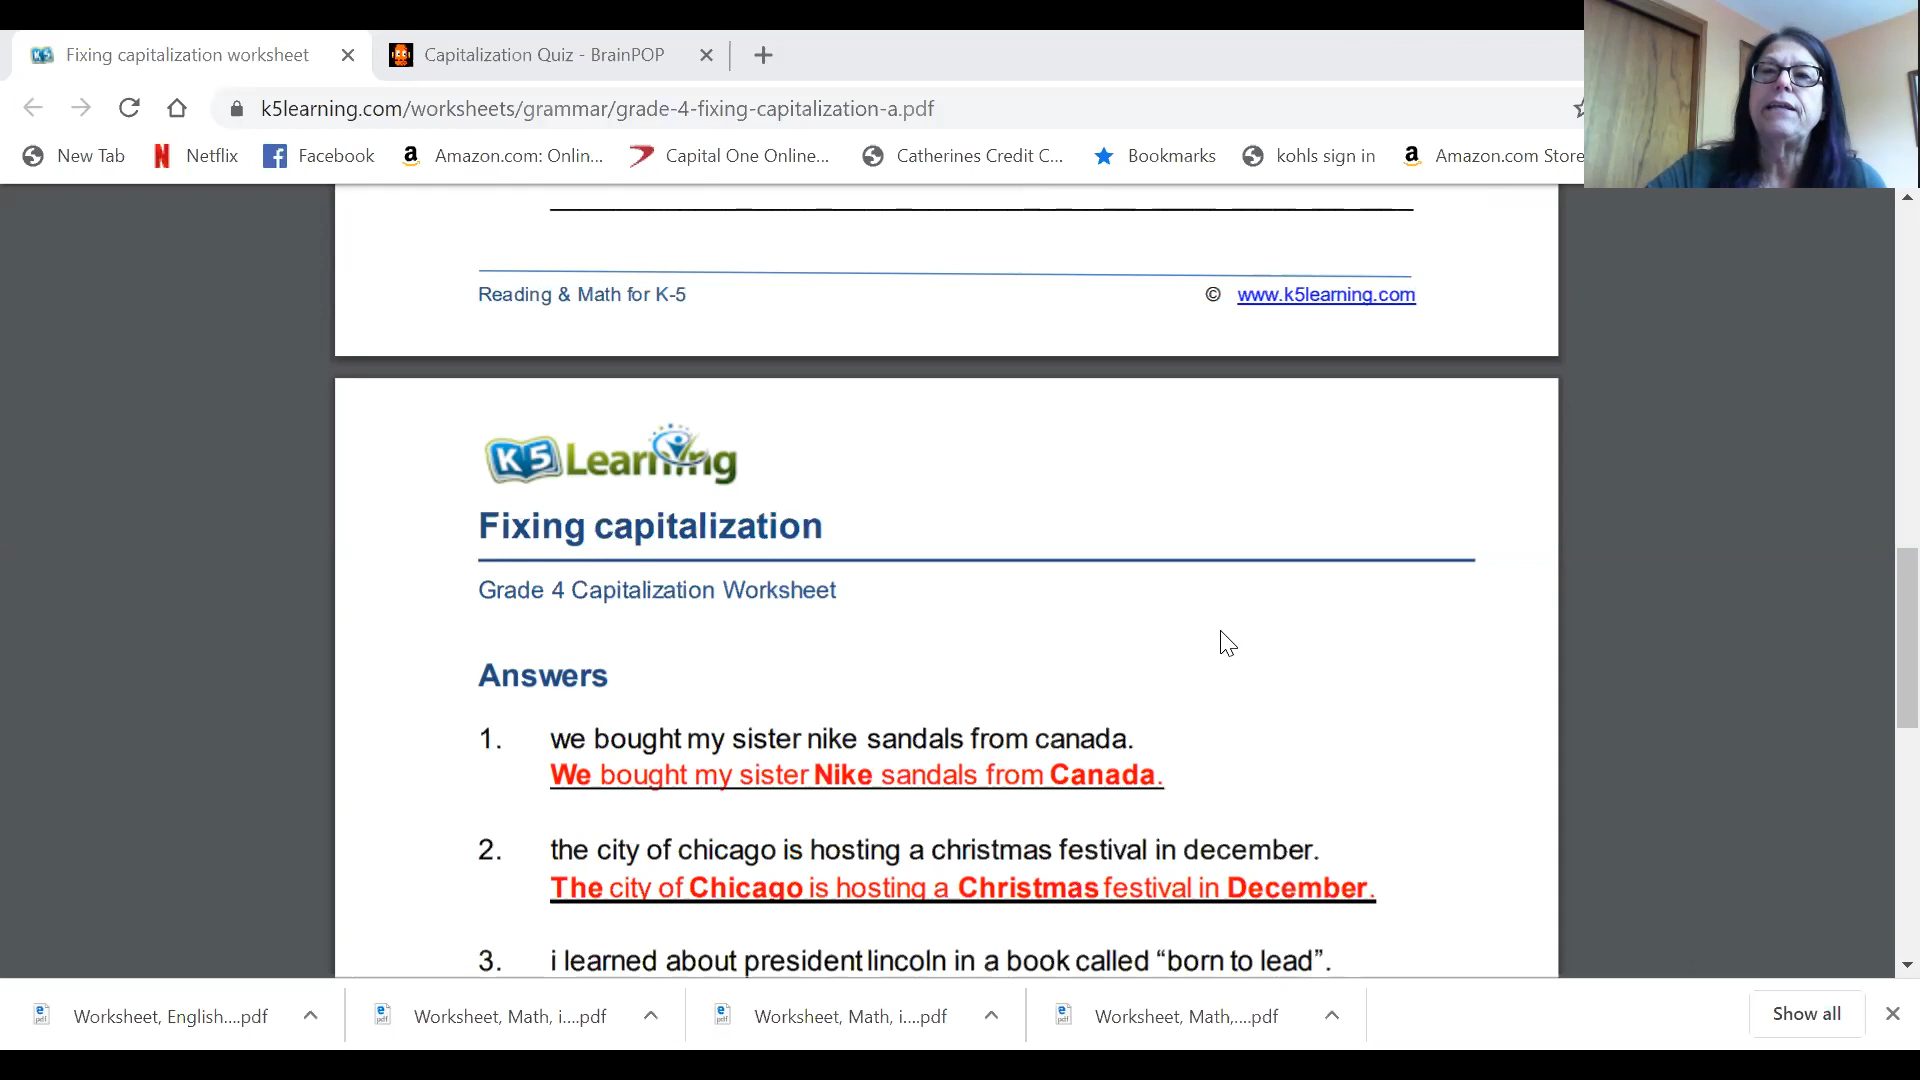 Fixing capitalization worksheet
Capitalization Quiz - BrainPOP
k5learning.com/worksheets/grammar/grade-4-fixing-capitalization-a.pdf
New Tab Netflix Facebook Amazon.com: Onlin... Capital One Online... Catherines Credit C... Bookmarks kohls sign in Amazon.com Store
Reading & Math for K-5 © www.k5learning.com
K5 Learning
Fixing capitalization
Grade 4 Capitalization Worksheet
Answers
1. we bought my sister nike sandals from canada.
We bought my sister Nike sandals from Canada.
2. the city of chicago is hosting a christmas festival in december.
The city of Chicago is hosting a Christmas festival in December.
3. i learned about president lincoln in a book called “born to lead”.
Worksheet, English....pdf Worksheet, Math, i....pdf Worksheet, Math, i....pdf Worksheet, Math,....pdf Show all